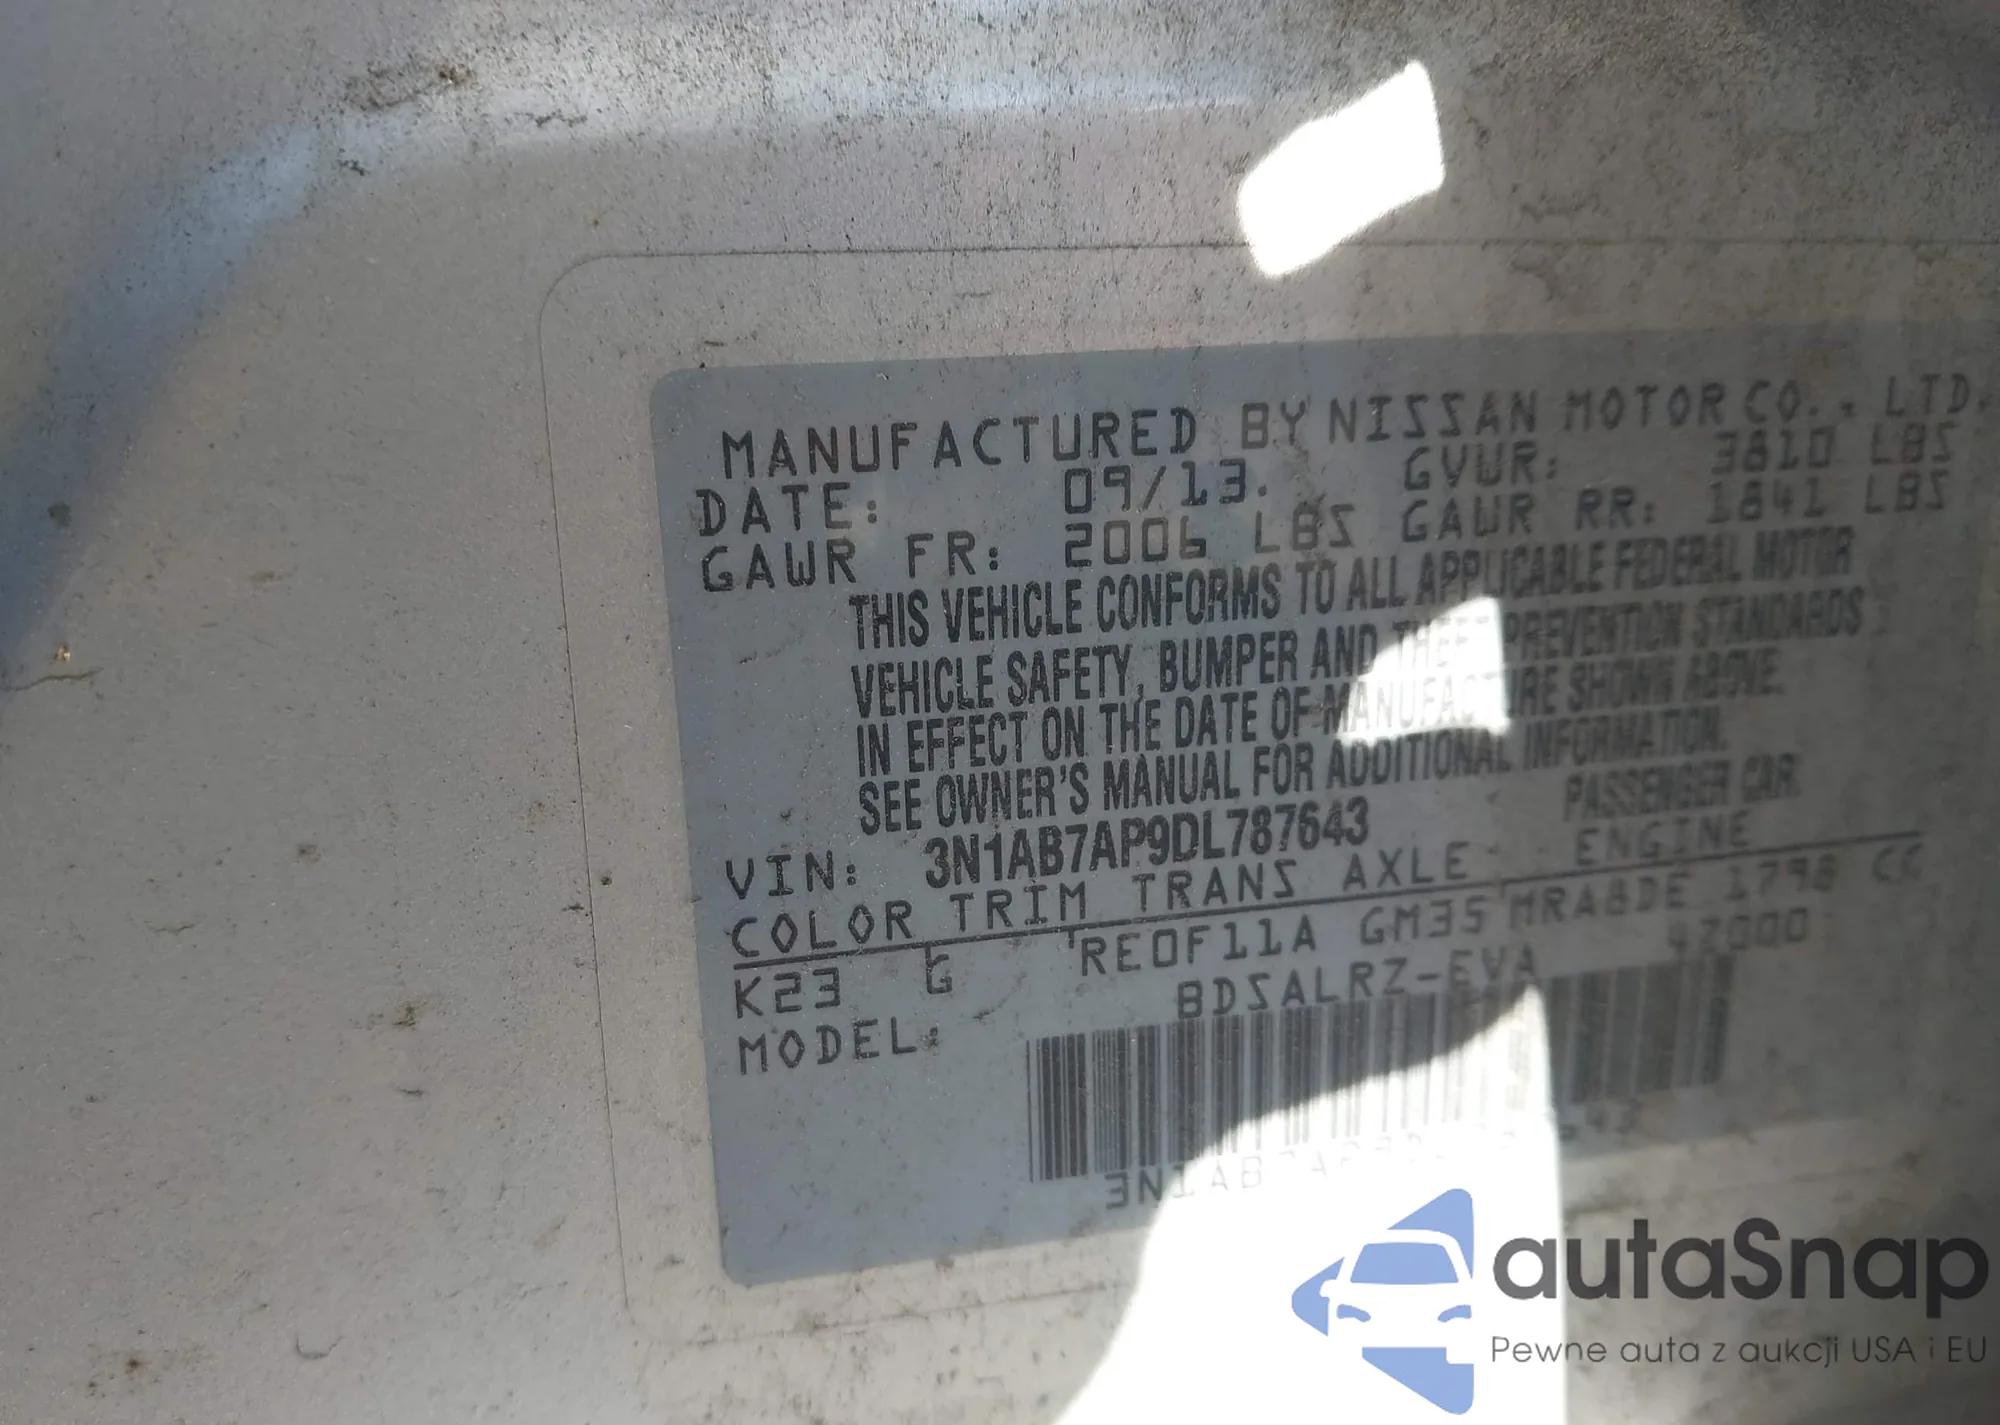 MANUFACTURED BY NISSAN MOTOR CO., LTD.
DATE: 09/13. GVWR: 3810 LBS
GAWR FR: 2006 LBS GAWR RR: 1841 LBS
THIS VEHICLE CONFORMS TO ALL APPLICABLE FEDERAL MOTOR
VEHICLE SAFETY, BUMPER AND THEFT PREVENTION STANDARDS
IN EFFECT ON THE DATE OF MANUFACTURE SHOWN ABOVE.
SEE OWNER'S MANUAL FOR ADDITIONAL INFORMATION.
VIN: 3N1AB7AP9DL787643 PASSENGER CAR
COLOR TRIM TRANS AXLE ENGINE
K23 G RE0F11A GM35 MRA8DE 1798 CC
MODEL: BDSALRZ-EVA 42000
autaSnap
Pewne auta z aukcji USA i EU